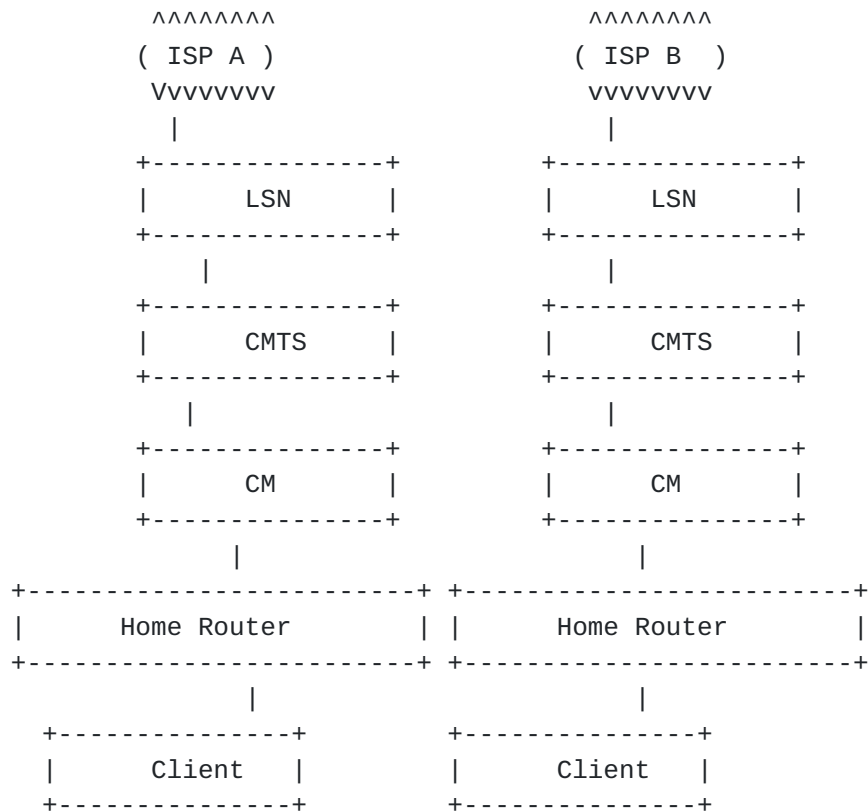 ^^^^^^^^ ^^^^^^^^
( ISP A ) ( ISP B )
Vvvvvvvv vvvvvvvv
| |
+---------------+ +---------------+
| LSN | | LSN |
+---------------+ +---------------+
| |
+---------------+ +---------------+
| CMTS | | CMTS |
+---------------+ +---------------+
| |
+---------------+ +---------------+
| CM | | CM |
+---------------+ +---------------+
| |
+-------------------------+ +-------------------------+
| Home Router | | Home Router |
+-------------------------+ +-------------------------+
| |
+---------------+ +---------------+
| Client | | Client |
+---------------+ +---------------+